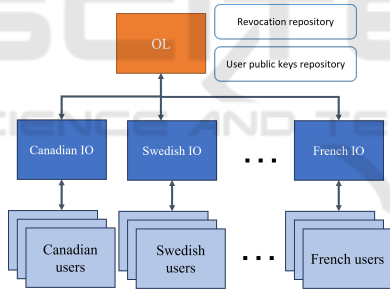 OL
Revocation repository
User public keys repository
Canadian IO
Swedish IO
...
French IO
Canadian
users
Swedish
users
...
French users